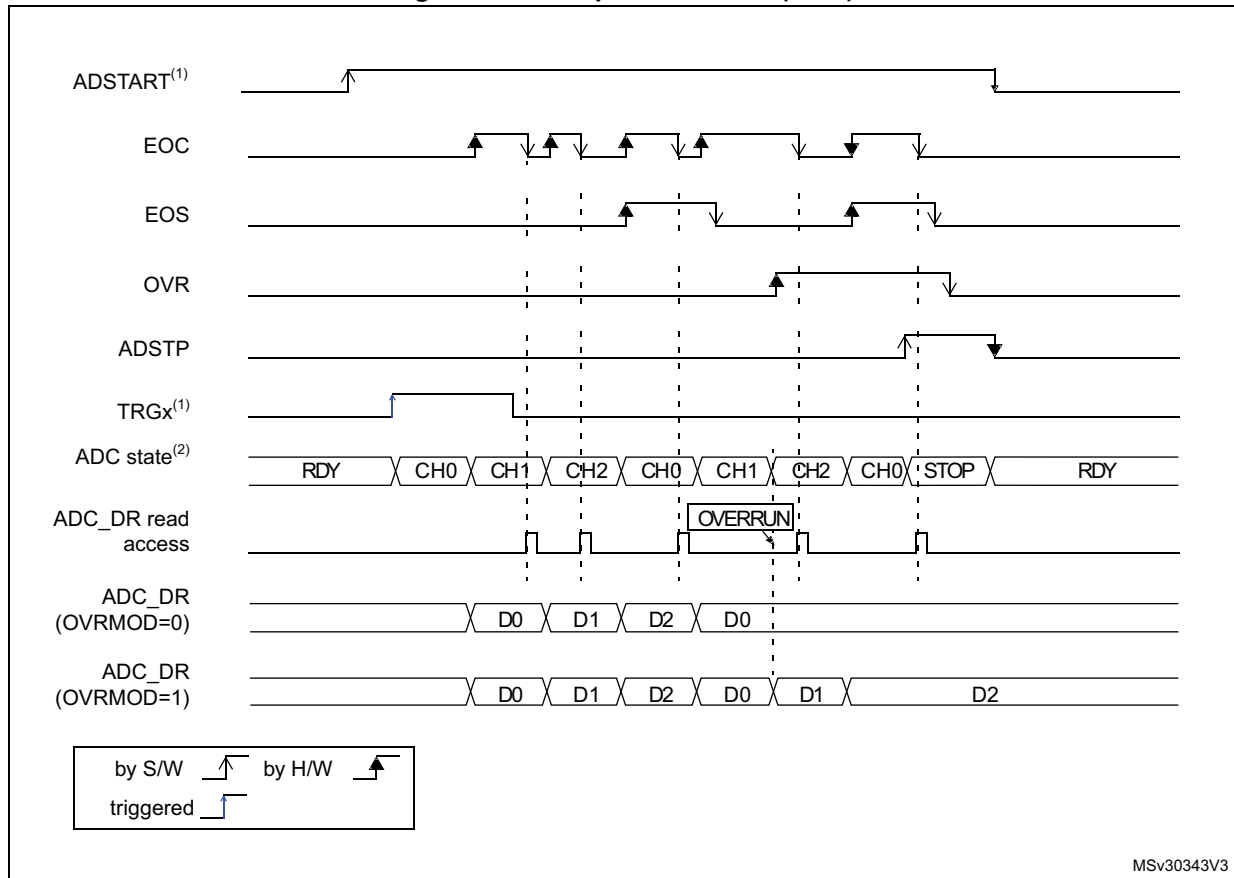 ADSTART(1)
EOC
EOS
OVR
ADSTP
TRGx(1)
ADC state(2)
RDY CH0 CH1 CH2 CH0 CH1 CH2 CH0 STOP RDY
ADC_DR read
access
OVERRUN
ADC_DR
(OVRMOD=0)
D0 D1 D2 D0
ADC_DR
(OVRMOD=1)
D0 D1 D2 D0 D1 D2
by S/W by H/W
triggered
MSv30343V3